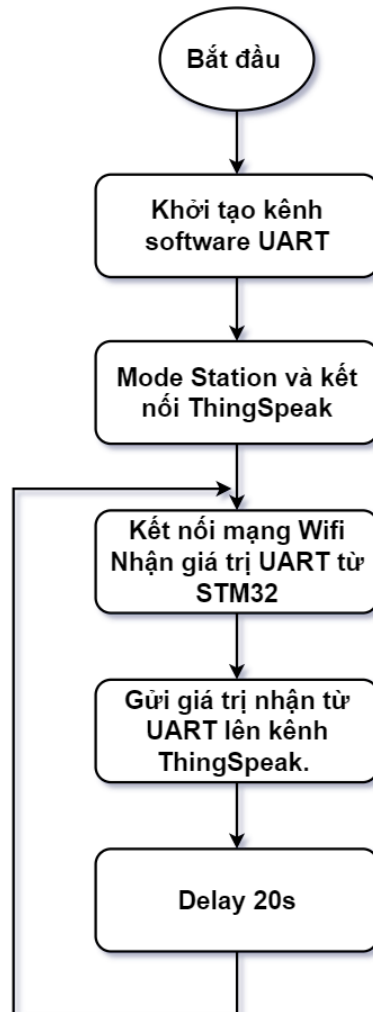 Bắt đầu
Khởi tạo kênh
software UART
Mode Station và kết
nối ThingSpeak
Kết nối mạng Wifi
Nhận giá trị UART từ
STM32
Gửi giá trị nhận từ
UART lên kênh
ThingSpeak.
Delay 20s